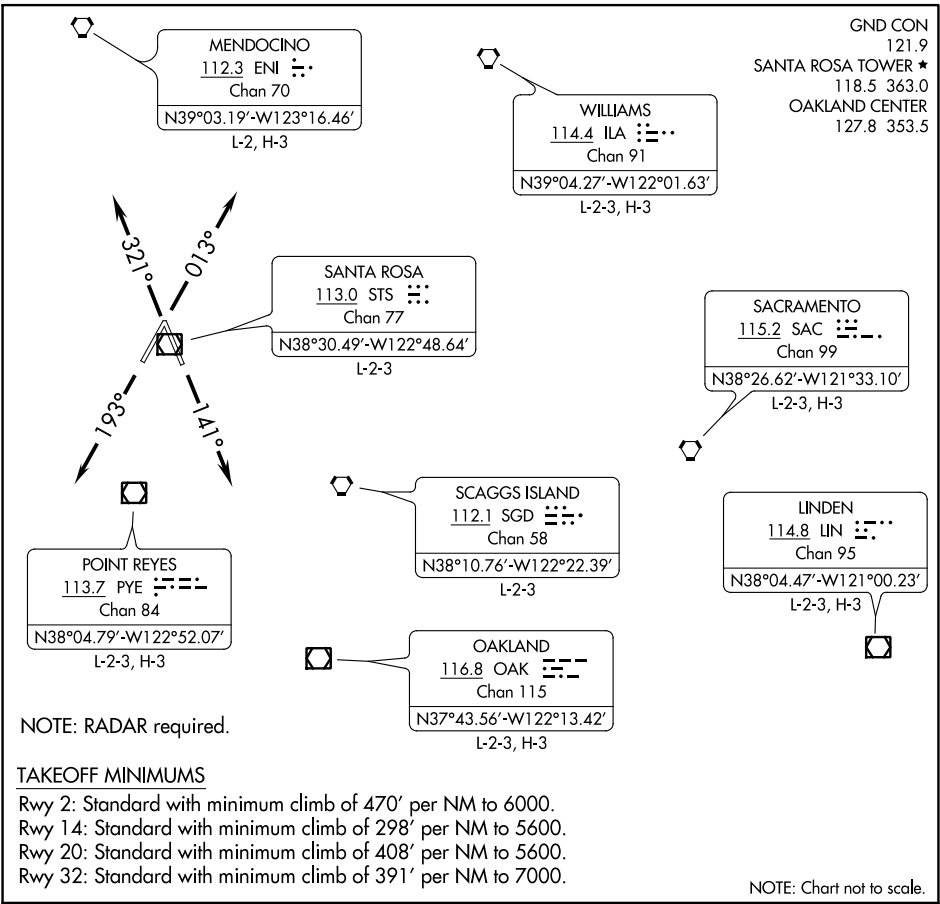 GND CON
121.9
SANTA ROSA TOWER ★
118.5 363.0
OAKLAND CENTER
127.8 353.5
MENDOCINO
112.3 ENI
Chan 70
N39°03.19′-W123°16.46′
L-2, H-3
WILLIAMS
114.4 ILA
Chan 91
N39°04.27′-W122°01.63′
L-2-3, H-3
321°
013°
193°
141°
SANTA ROSA
113.0 STS
Chan 77
N38°30.49′-W122°48.64′
L-2-3
SACRAMENTO
115.2 SAC
Chan 99
N38°26.62′-W121°33.10′
L-2-3, H-3
SCAGGS ISLAND
112.1 SGD
Chan 58
N38°10.76′-W122°22.39′
L-2-3
LINDEN
114.8 LIN
Chan 95
N38°04.47′-W121°00.23′
L-2-3, H-3
POINT REYES
113.7 PYE
Chan 84
N38°04.79′-W122°52.07′
L-2-3, H-3
OAKLAND
116.8 OAK
Chan 115
N37°43.56′-W122°13.42′
L-2-3, H-3
NOTE: RADAR required.
TAKEOFF MINIMUMS
Rwy 2: Standard with minimum climb of 470′ per NM to 6000.
Rwy 14: Standard with minimum climb of 298′ per NM to 5600.
Rwy 20: Standard with minimum climb of 408′ per NM to 5600.
Rwy 32: Standard with minimum climb of 391′ per NM to 7000.
NOTE: Chart not to scale.